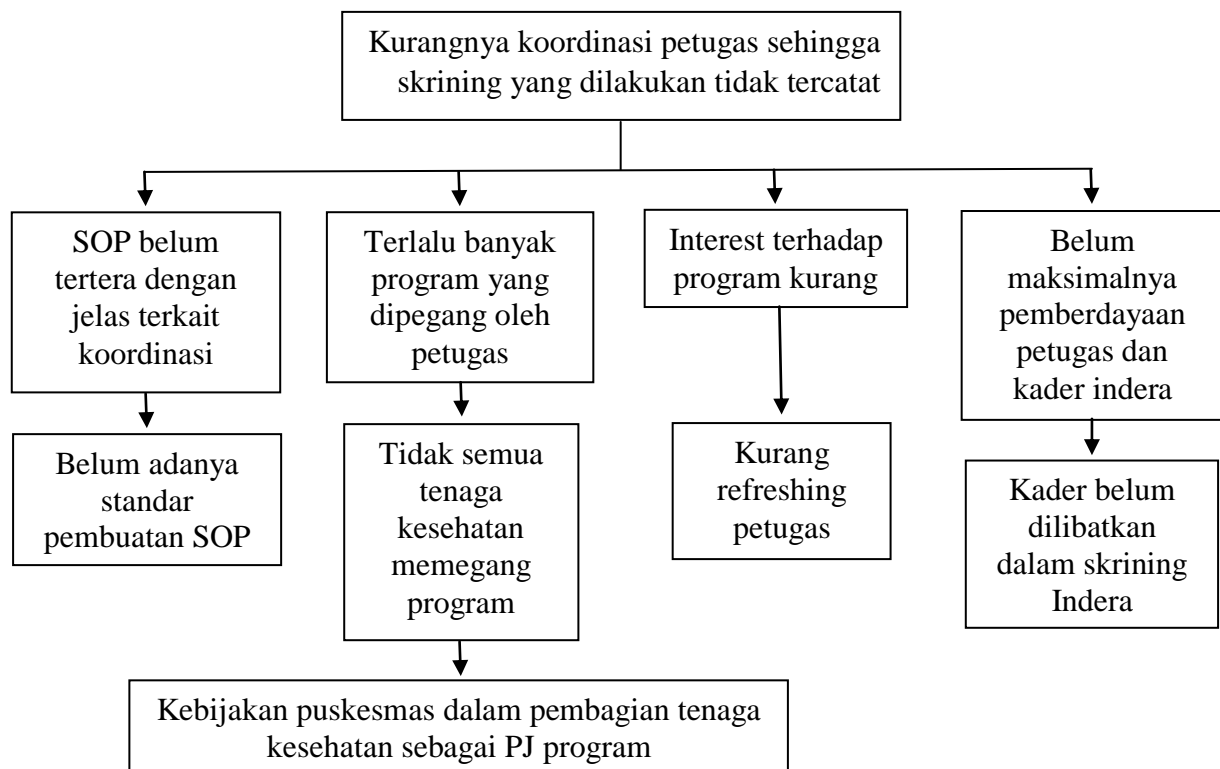 Kurangnya koordinasi petugas sehingga
skrining yang dilakukan tidak tercatat
SOP belum
tertera dengan
jelas terkait
koordinasi
Terlalu banyak
program yang
dipegang oleh
petugas
Interest terhadap
program kurang
Belum
maksimalnya
pemberdayaan
petugas dan
kader indera
Belum adanya
standar
pembuatan SOP
Tidak semua
tenaga
kesehatan
memegang
program
Kurang
refreshing
petugas
Kader belum
dilibatkan
dalam skrining
Indera
Kebijakan puskesmas dalam pembagian tenaga
kesehatan sebagai PJ program